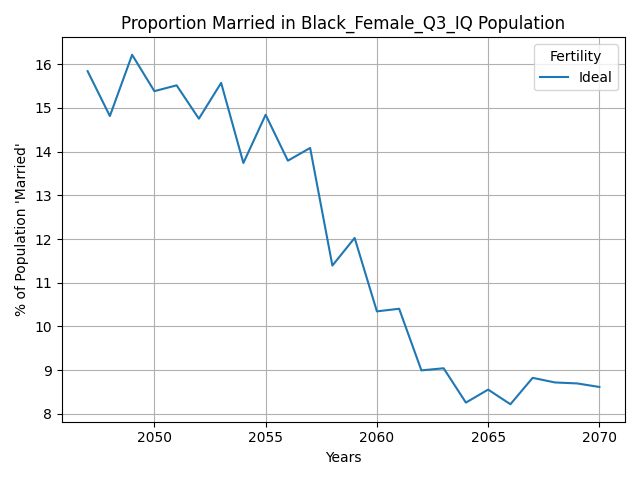 Proportion Married in Black_Female_Q3_IQ Population
Fertility
Ideal
% of Population 'Married'
16
15
14
13
12
11
10
9
8
2050
2055
2060
2065
2070
Years